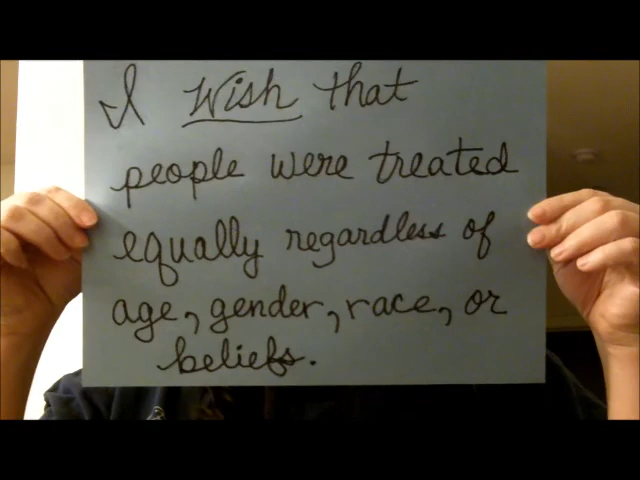 I Wish that
people were treated
equally regardless of
age, gender, race, or
beliefs.